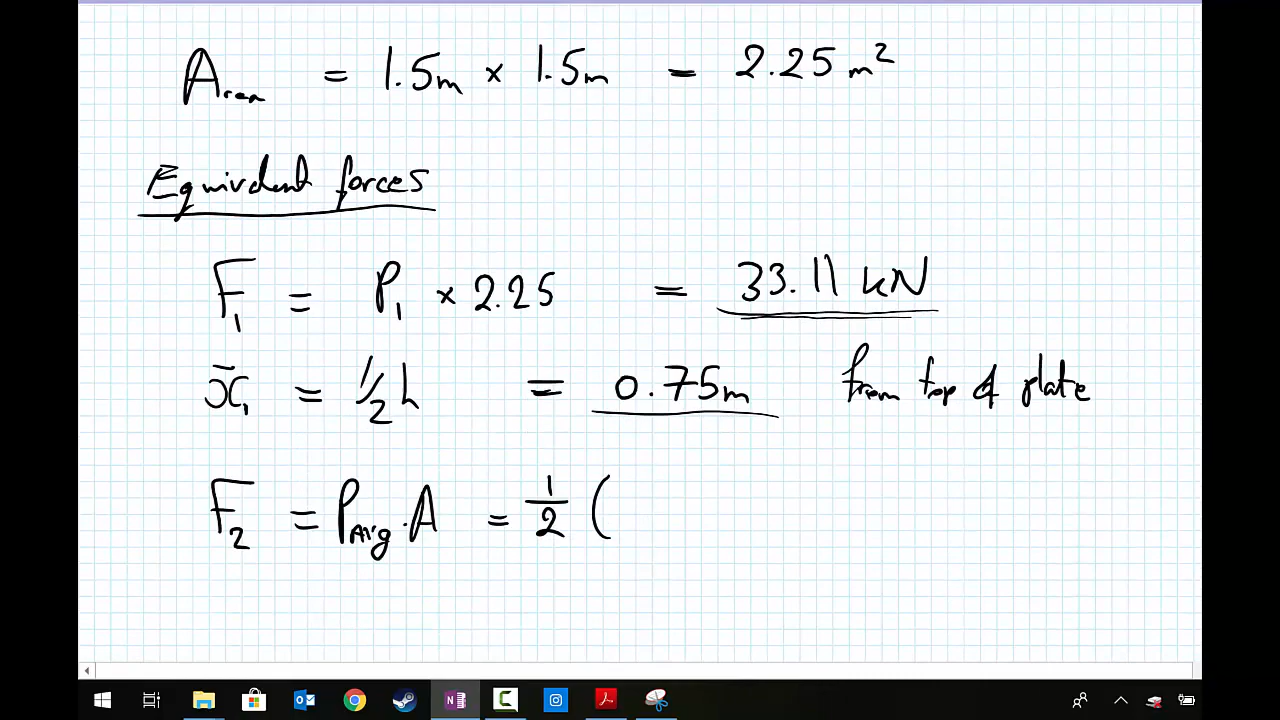 Area = 1.5m × 1.5m = 2.25 m²
Equivalent forces
F₁ = P₁ × 2.25 = 33.11 kN
x̄₁ = 1/2 h = 0.75m from top of plate
F₂ = P_Avg · A = 1/2 (